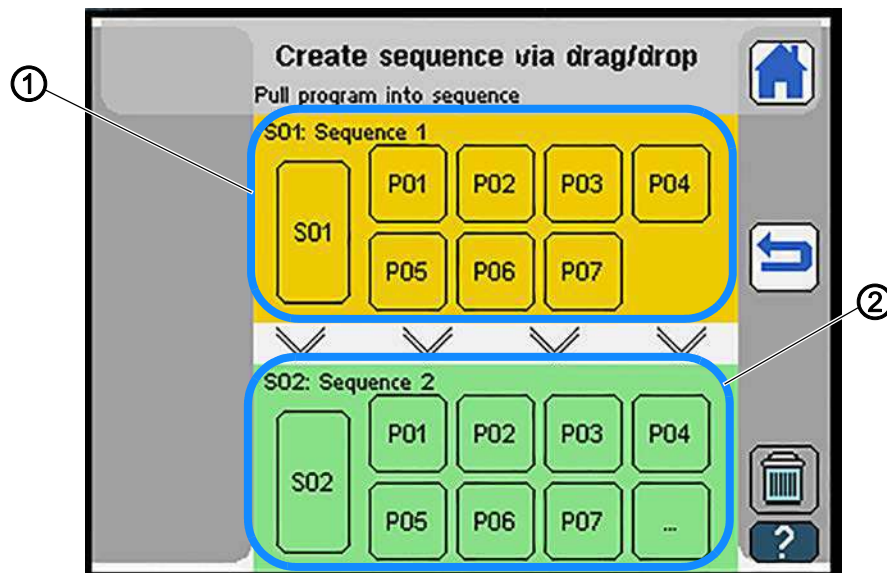 Create sequence via drag/drop
Pull program into sequence
1
S01: Sequence 1
S01
P01 P02 P03 P04
P05 P06 P07
2
S02: Sequence 2
S02
P01 P02 P03 P04
P05 P06 P07 ...
?